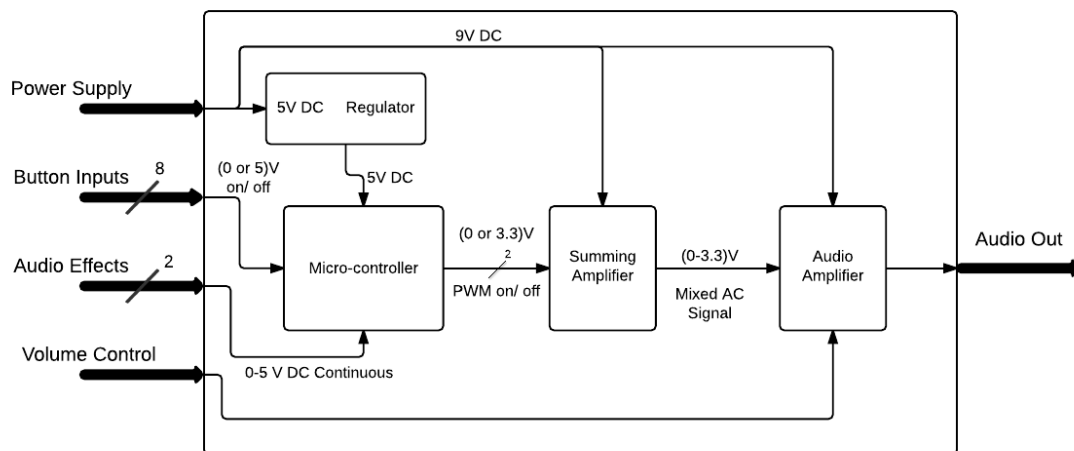 9V DC
Power Supply
5V DC Regulator
Button Inputs
8
(0 or 5)V
on/ off
5V DC
Audio Effects
2
Micro-controller
(0 or 3.3)V
2
PWM on/ off
Summing
Amplifier
(0-3.3)V
Mixed AC
Signal
Audio
Amplifier
Audio Out
Volume Control
0-5 V DC Continuous